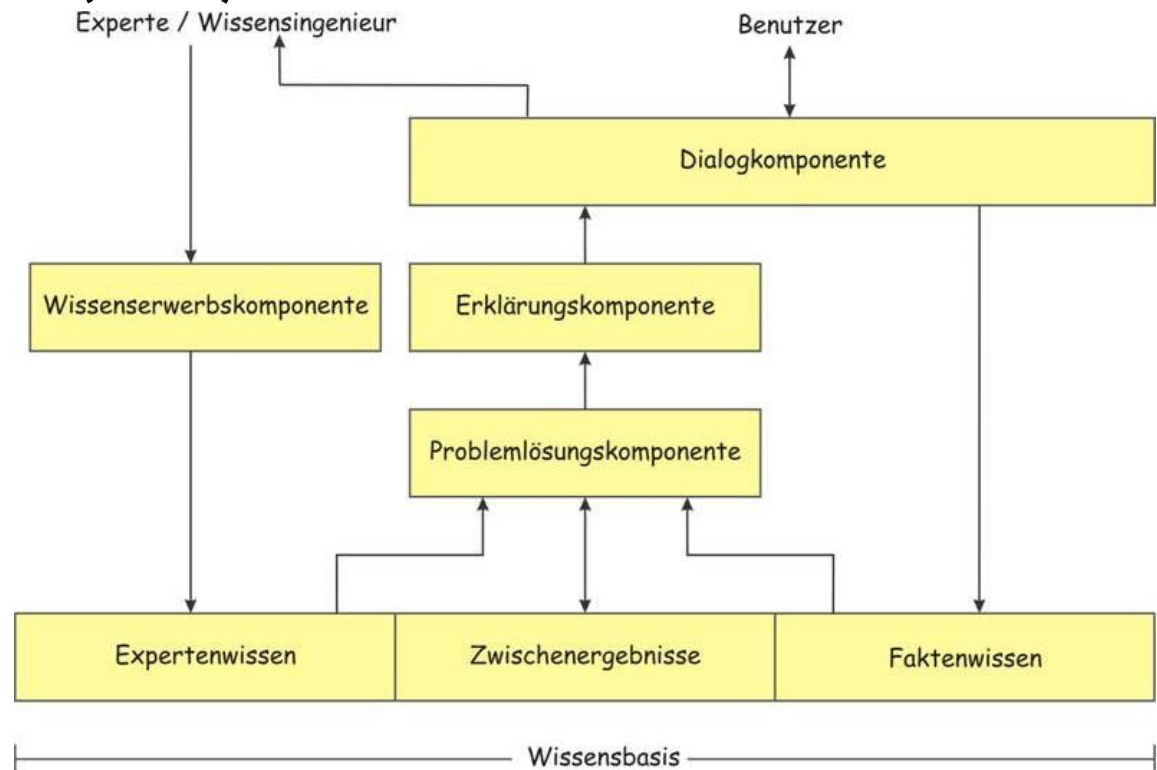 Experte / Wissensingenieur
Benutzer
Dialogkomponente
Wissenserwerbskomponente
Erklärungskomponente
Problemlösungskomponente
Expertenwissen
Zwischenergebnisse
Faktenwissen
Wissensbasis